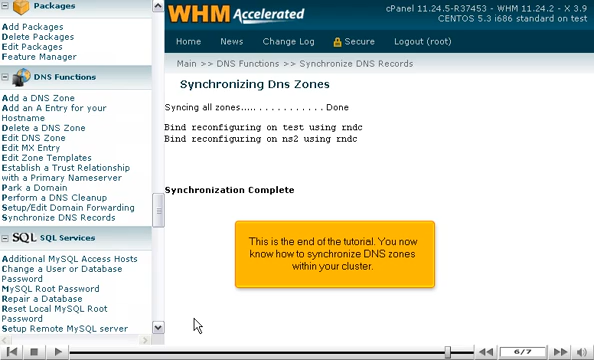 Packages
Add Packages
Delete Packages
Edit Packages
Feature Manager
DNS Functions
Add a DNS Zone
Add an A Entry for your
Hostname
Delete a DNS Zone
Edit DNS Zone
Edit MX Entry
Edit Zone Templates
Establish a Trust Relationship
with a Primary Nameserver
Park a Domain
Perform a DNS Cleanup
Setup/Edit Domain Forwarding
Synchronize DNS Records
SQL SQL Services
Additional MySQL Access Hosts
Change a User or Database
Password
MySQL Root Password
Repair a Database
Reset Local MySQL Root
Password
Setup Remote MySQL server
WHM Accelerated
cPanel 11.24.5-R37453 - WHM 11.24.2 - X 3.9
CENTOS 5.3 i686 standard on test
Home News Change Log Secure Logout (root)
Main >> DNS Functions >> Synchronize DNS Records
Synchronizing Dns Zones
Syncing all zones..... . . . . . . . . . . . . Done
Bind reconfiguring on test using rndc
Bind reconfiguring on ns2 using rndc
Synchronization Complete
This is the end of the tutorial. You now
know how to synchronize DNS zones
within your cluster.
6/7